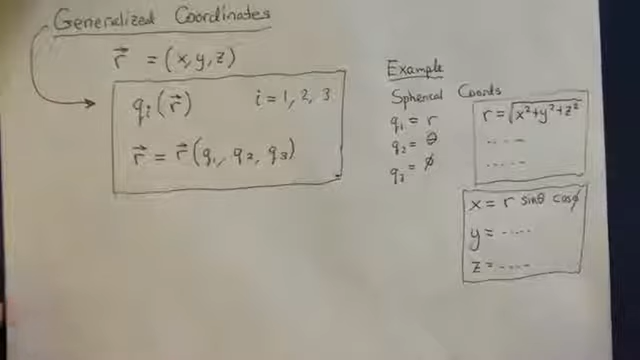 Generalized Coordinates
r⃗ = (x, y, z)
qᵢ(r⃗) i = 1, 2, 3
r⃗ = r⃗(q₁, q₂, q₃)
Example
Spherical Coords
q₁ = r
q₂ = θ
q₃ = ϕ
r = √x²+y²+z²
....
.....
x = r sinθ cosϕ
y = .....
z = .....